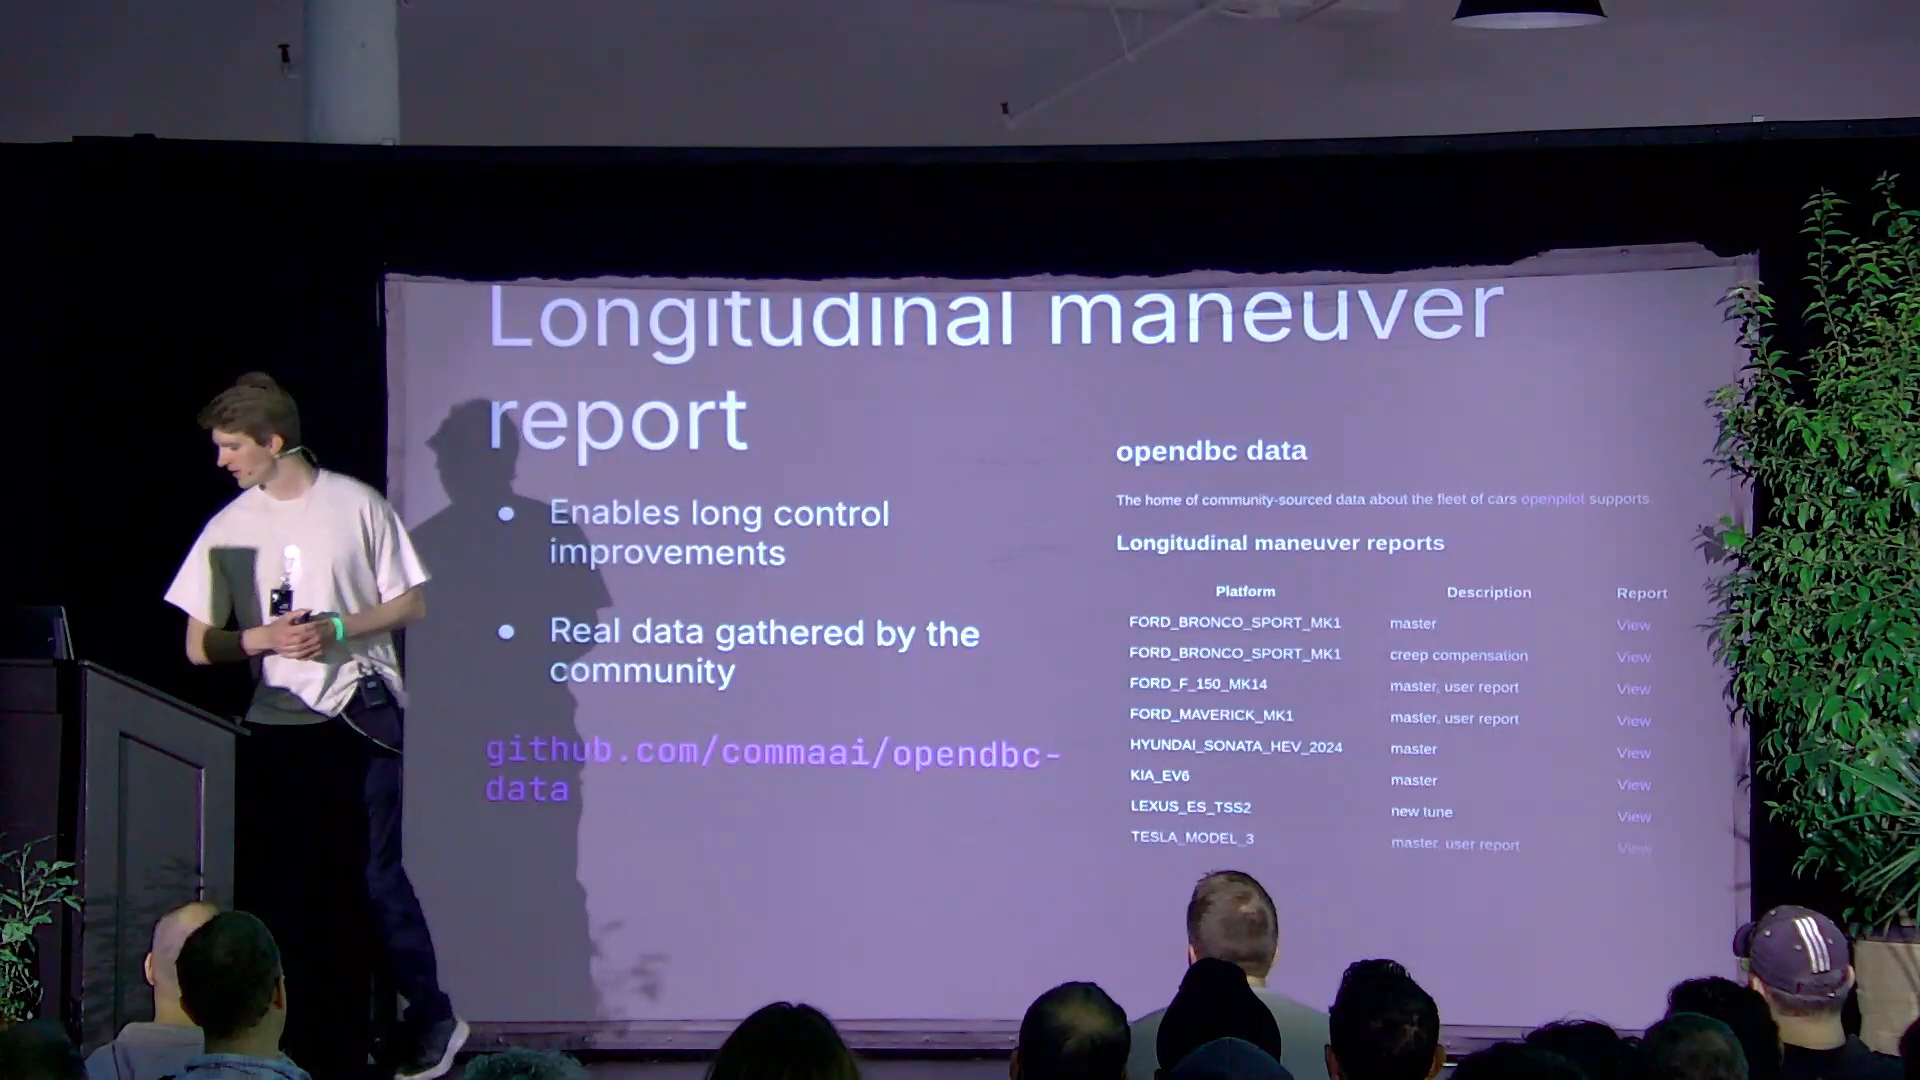 Longitudinal maneuver
report
● Enables long control
improvements
● Real data gathered by the
community
github.com/commaai/opendbc-
data
opendbc data
The home of community-sourced data about the fleet of cars openpilot supports.
Longitudinal maneuver reports
Platform Description Report
FORD_BRONCO_SPORT_MK1 master View
FORD_BRONCO_SPORT_MK1 creep compensation View
FORD_F_150_MK14 master, user report View
FORD_MAVERICK_MK1 master, user report View
HYUNDAI_SONATA_HEV_2024 master View
KIA_EV6 master View
LEXUS_ES_TSS2 new tune View
TESLA_MODEL_3 master, user report View